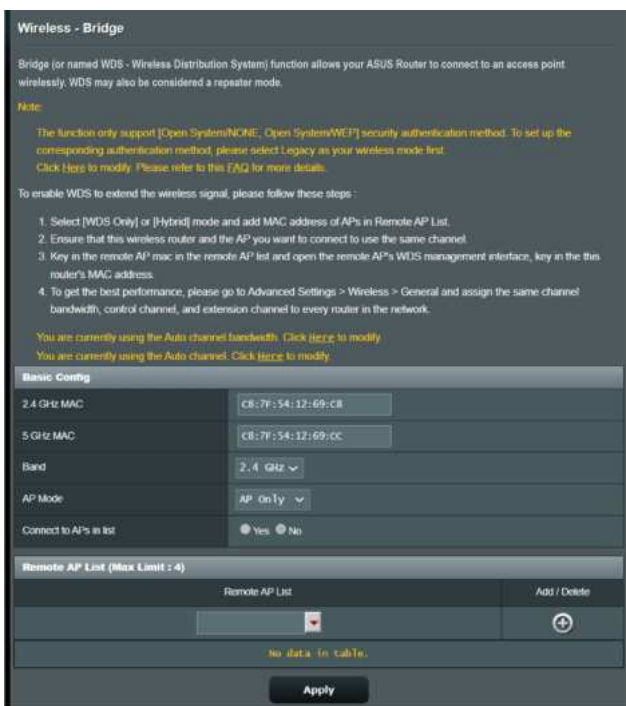 Wireless - Bridge
Bridge (or named WDS - Wireless Distribution System) function allows your ASUS Router to connect to an access point
wirelessly. WDS may also be considered a repeater mode.
Note:
The function only support [Open System/NONE, Open System/WEP] security authentication method. To set up the
corresponding authentication method, please select Legacy as your wireless mode first.
Click Here to modify. Please refer to this FAQ for more details.
To enable WDS to extend the wireless signal, please follow these steps :
1. Select [WDS Only] or [Hybrid] mode and add MAC address of APs in Remote AP List.
2. Ensure that this wireless router and the AP you want to connect to use the same channel.
3. Key in the remote AP mac in the remote AP list and open the remote AP's WDS management interface, key in the this
router's MAC address.
4. To get the best performance, please go to Advanced Settings > Wireless > General and assign the same channel
bandwidth, control channel, and extension channel to every router in the network.
You are currently using the Auto channel bandwidth. Click Here to modify.
You are currently using the Auto channel. Click Here to modify.
Basic Config
2.4 GHz MAC C8:7F:54:12:69:C8
5 GHz MAC C8:7F:54:12:69:CC
Band 2.4 GHz
AP Mode AP Only
Connect to APs in list Yes No
Remote AP List (Max Limit : 4)
Remote AP List Add / Delete
No data in table.
Apply